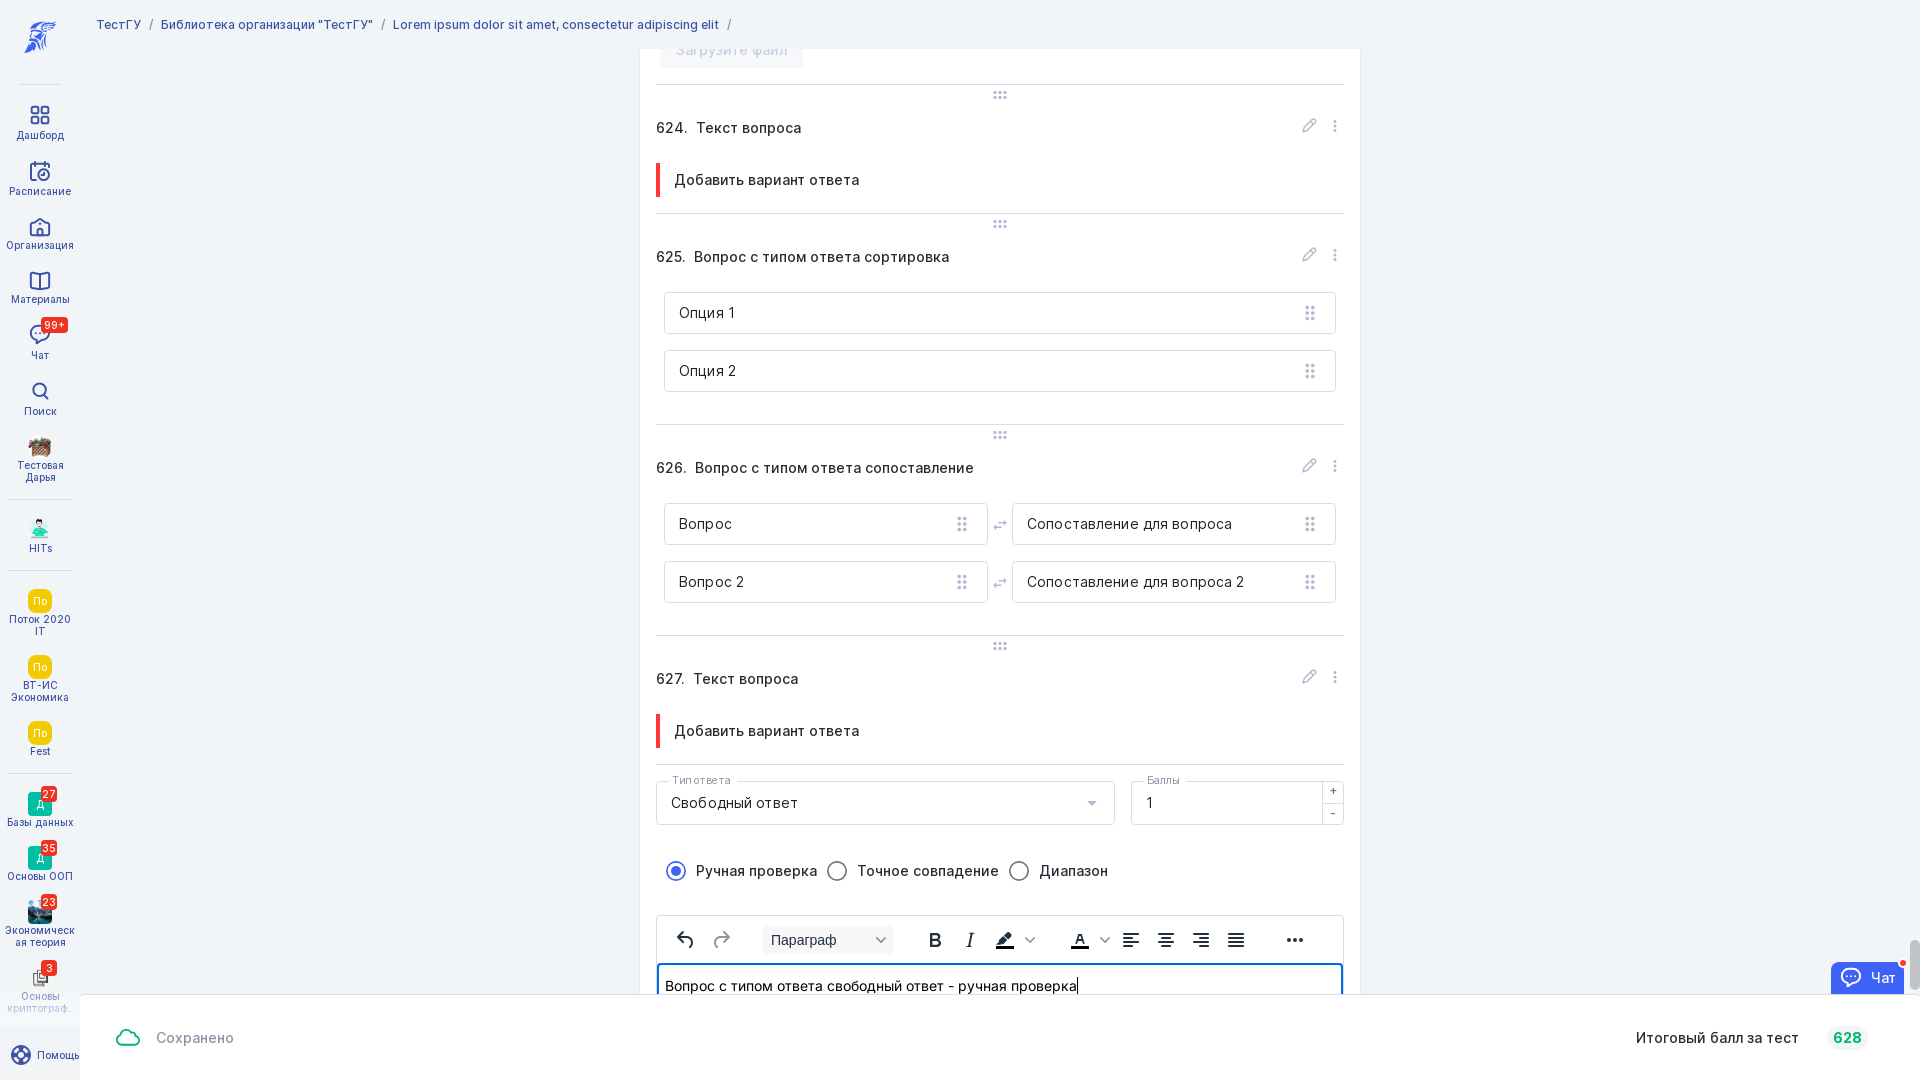 ТестГУ / Библиотека организации "ТестГУ" / Lorem ipsum dolor sit amet, consectetur adipiscing elit /
Дашборд
Расписание
Организация
Материалы
99+
Чат
Поиск
Тестовая
Дарья
HITs
По
Поток 2020
IT
По
ВТ-ИС
Экономика
По
Fest
27
Д
Базы данных
35
Д
Основы ООП
23
Экономическ
ая теория
3
Основы
криптограф...
Помощь
Загрузите файл
624. Текст вопроса
Добавить вариант ответа
625. Вопрос с типом ответа сортировка
Опция 1
Опция 2
626. Вопрос с типом ответа сопоставление
Вопрос
Сопоставление для вопроса
Вопрос 2
Сопоставление для вопроса 2
627. Текст вопроса
Добавить вариант ответа
Тип ответа
Свободный ответ
Баллы
1
+
-
Ручная проверка
Точное совпадение
Диапазон
Параграф
B I A
Вопрос с типом ответа свободный ответ - ручная проверка
Чат
Сохранено
Итоговый балл за тест 628